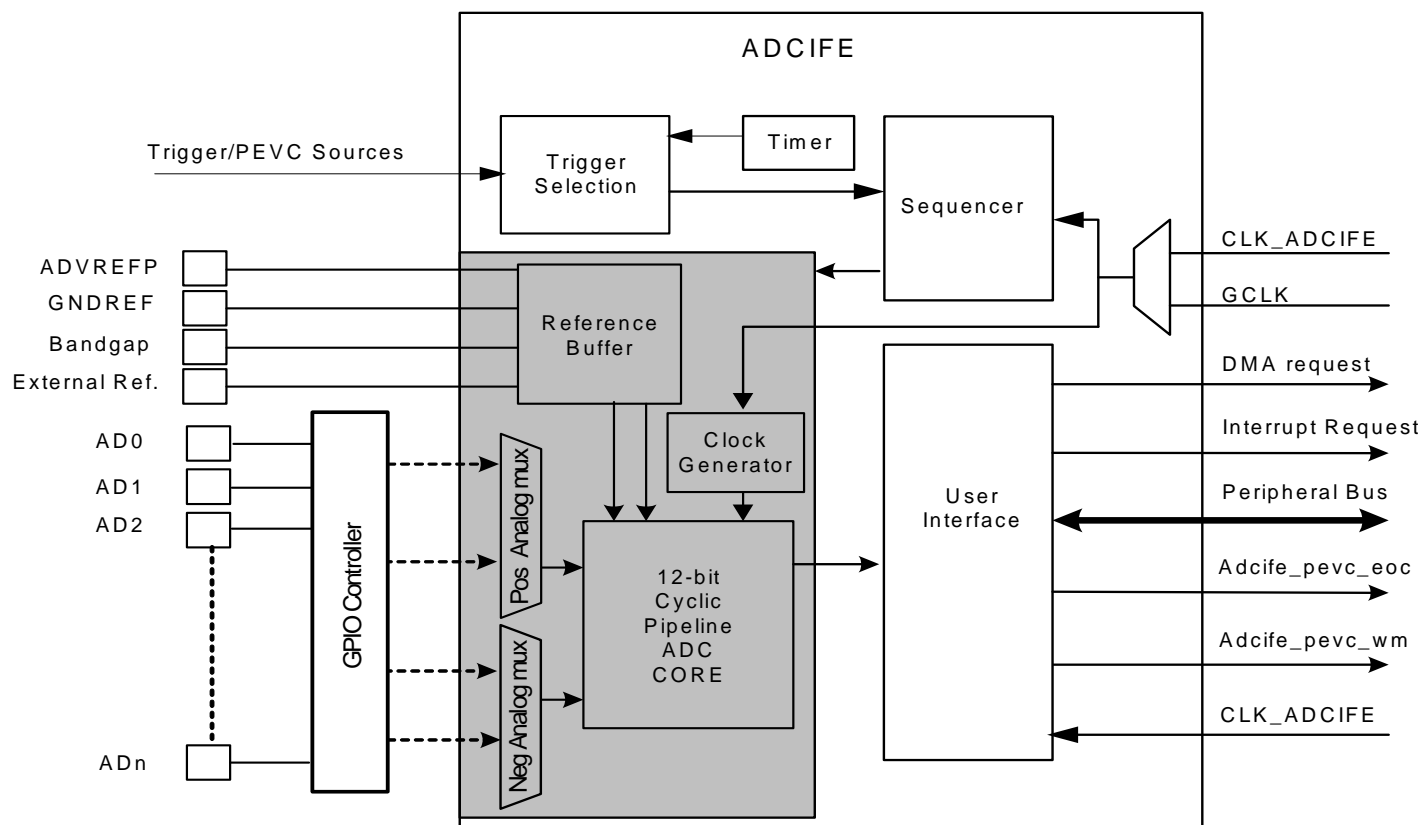 ADCIFE
Trigger/PEVC Sources
Trigger
Selection
Timer
Sequencer
CLK_ADCIFE
GCLK
ADVREFP
GNDREF
Bandgap
External Ref.
Reference
Buffer
AD0
AD1
AD2
ADn
GPIO Controller
Pos Analog mux
Neg Analog mux
Clock
Generator
12-bit
Cyclic
Pipeline
ADC
CORE
User
Interface
DMA request
Interrupt Request
Peripheral Bus
Adcife_pevc_eoc
Adcife_pevc_wm
CLK_ADCIFE